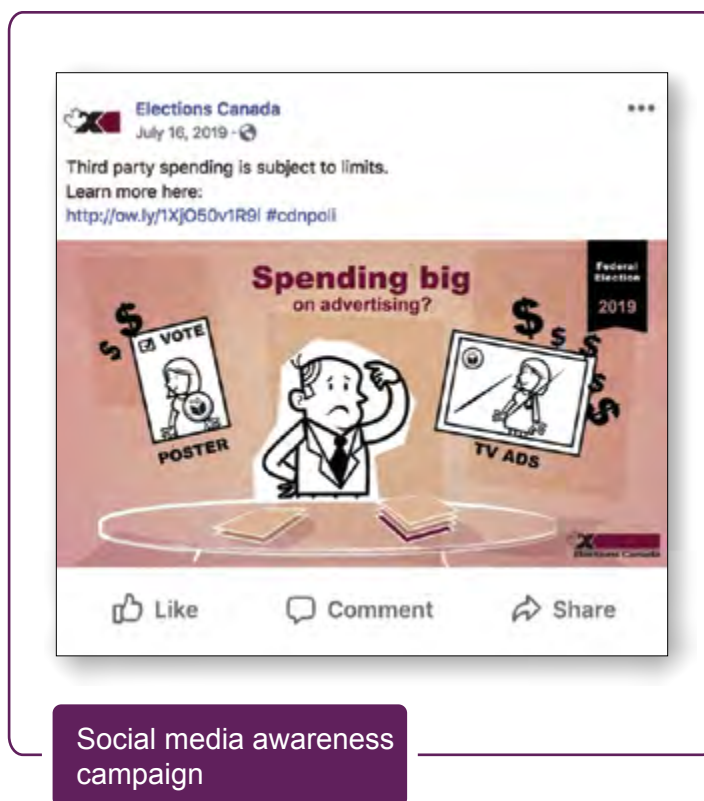 Elections Canada
July 16, 2019 ·
Third party spending is subject to limits.
Learn more here:
http://ow.ly/1XjO50v1R9l #cdnpoli
Spending big
on advertising?
Federal
Election
2019
VOTE
POSTER
TV ADS
Elections Canada
Like
Comment
Share
Social media awareness
campaign